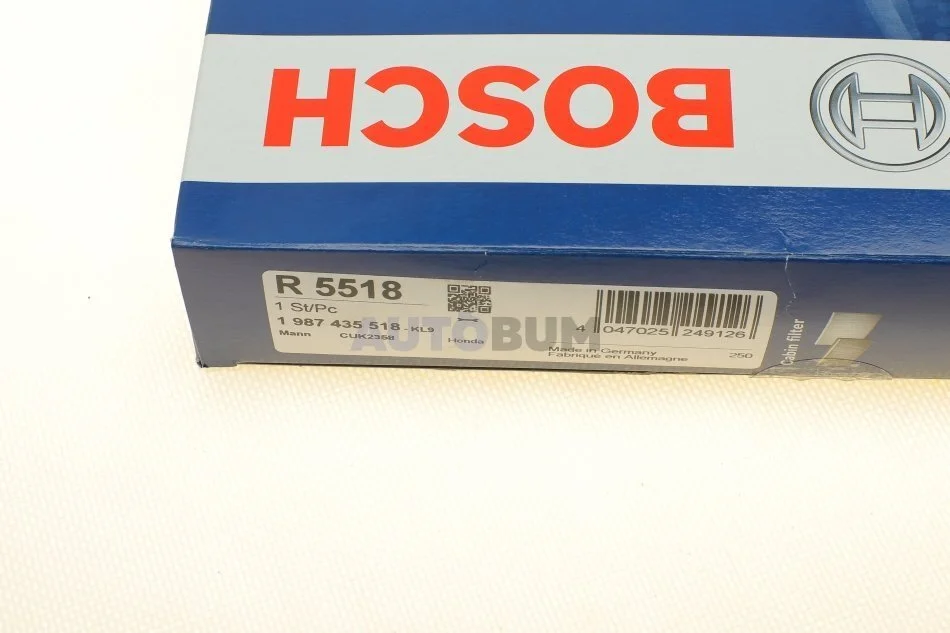 BOSCH
R 5518
1 St/Pc
1 987 435 518 - KL9
Mann CUK2358 Honda
4 047025 249126
Made in Germany
Fabrique en Allemagne
250
Cabin filter
AUTOBUM